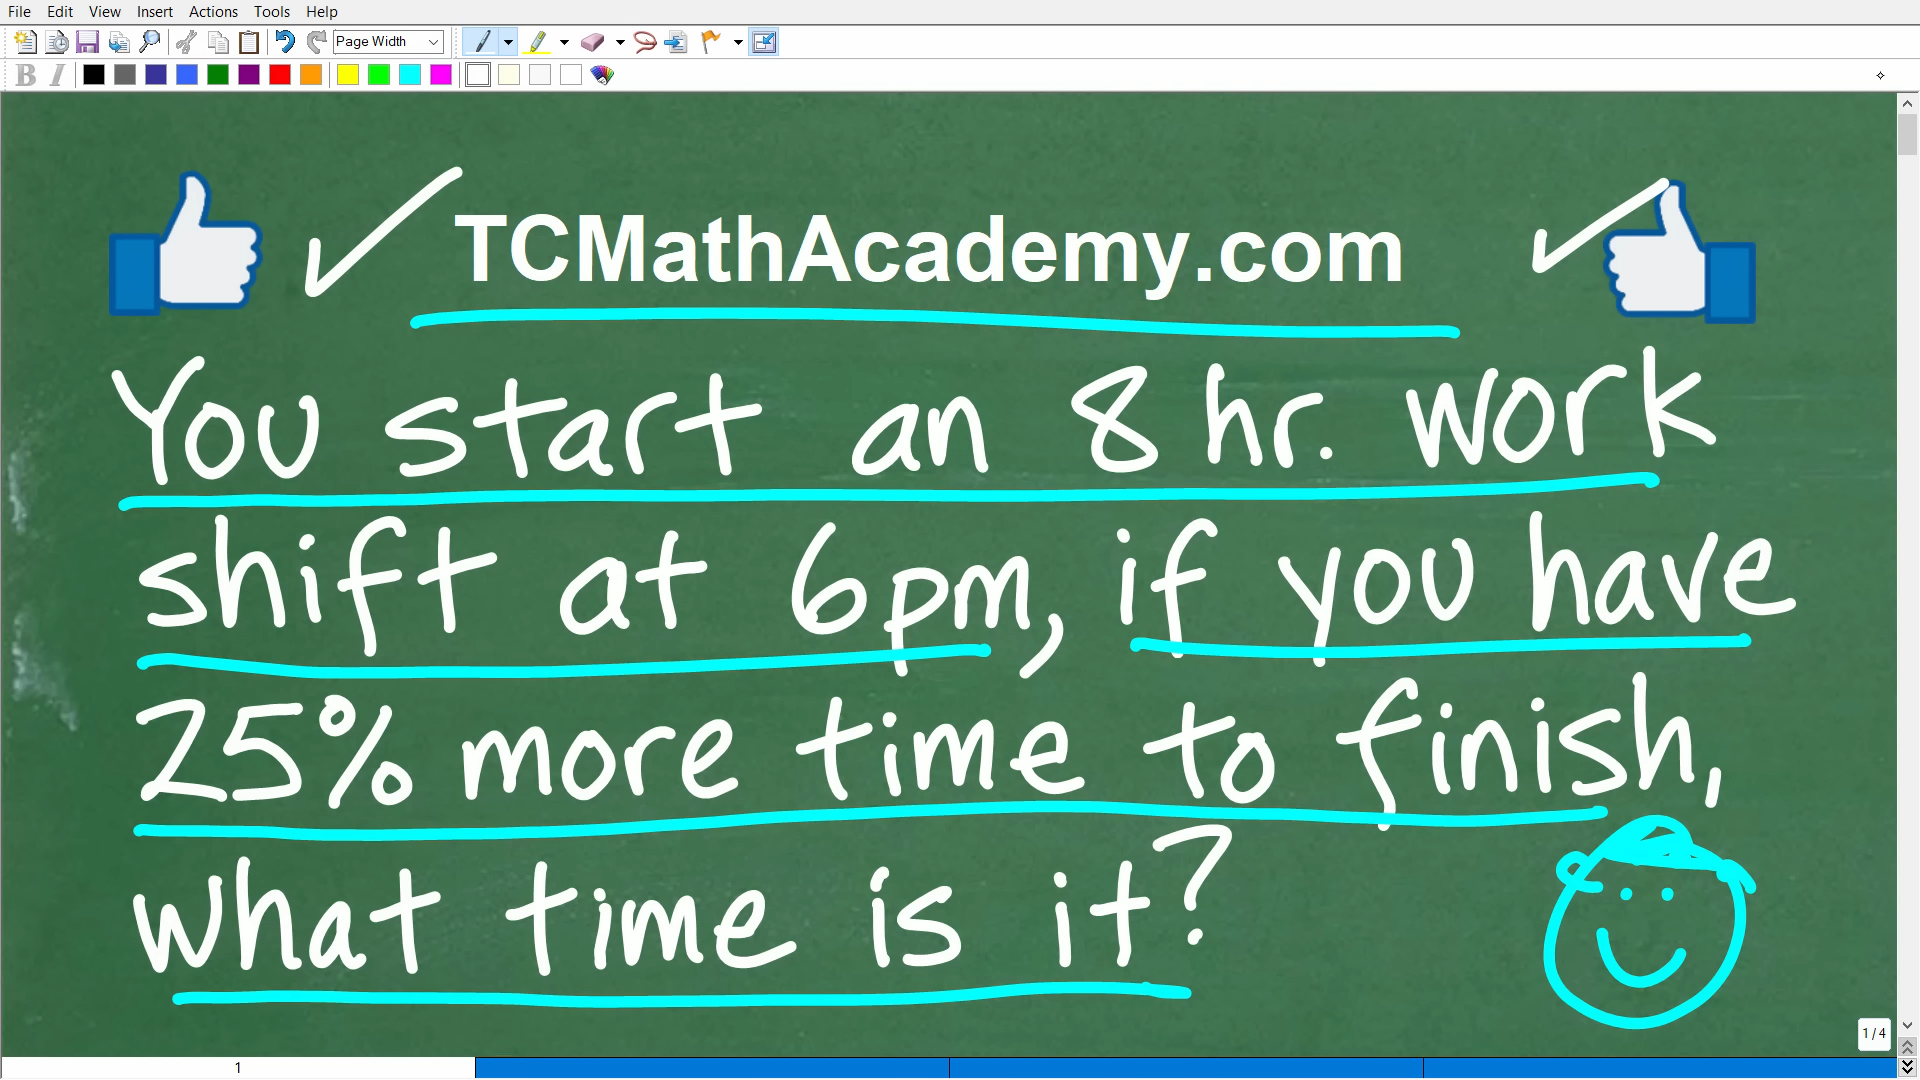 File Edit View Insert Actions Tools Help
Page Width
B I
TCMathAcademy.com
You start an 8 hr. work
shift at 6pm, if you have
25% more time to finish,
what time is it?
1 / 4
1